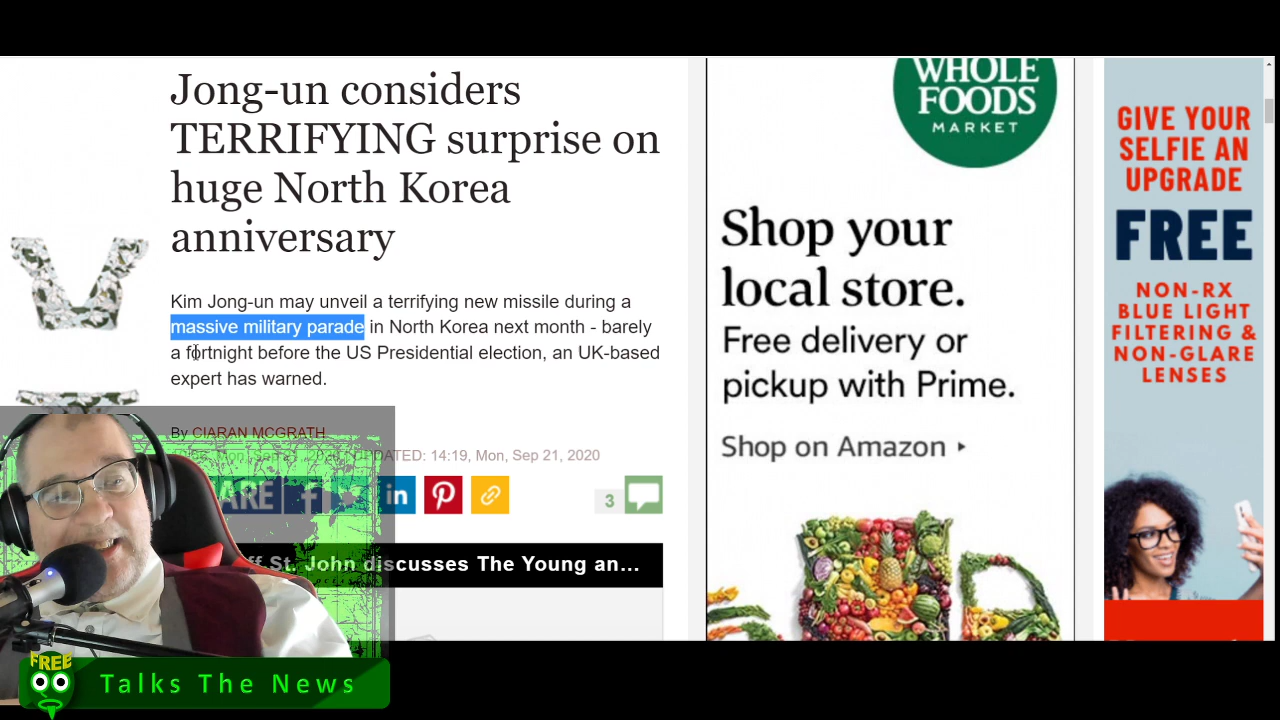 Jong-un considers
TERRIFYING surprise on
huge North Korea
anniversary
Kim Jong-un may unveil a terrifying new missile during a
massive military parade in North Korea next month - barely
a fortnight before the US Presidential election, an UK-based
expert has warned.
By CIARAN MCGRATH
UPDATED: 14:19, Mon, Sep 21, 2020
in
3
St. John discusses The Young an...
WHOLE
FOODS
MARKET
Shop your
local store.
Free delivery or
pickup with Prime.
Shop on Amazon
GIVE YOUR
SELFIE AN
UPGRADE
FREE
NON-RX
BLUE LIGHT
FILTERING &
NON-GLARE
LENSES
FREE
Talks The News